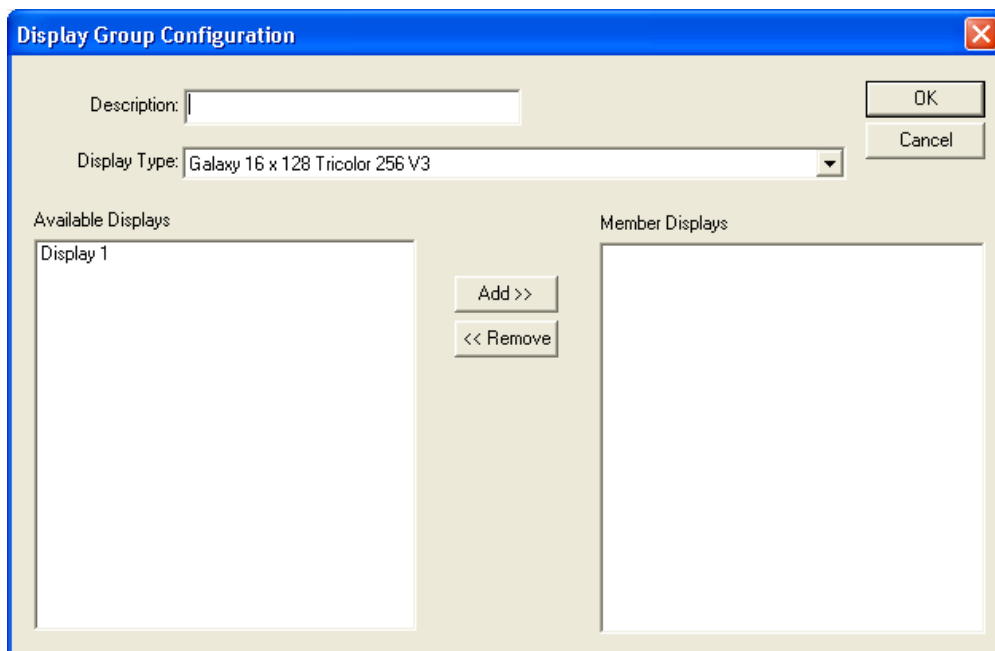 Display Group Configuration
Description:
OK
Cancel
Display Type: Galaxy 16 x 128 Tricolor 256 V3
Available Displays
Member Displays
Display 1
Add >>
<< Remove